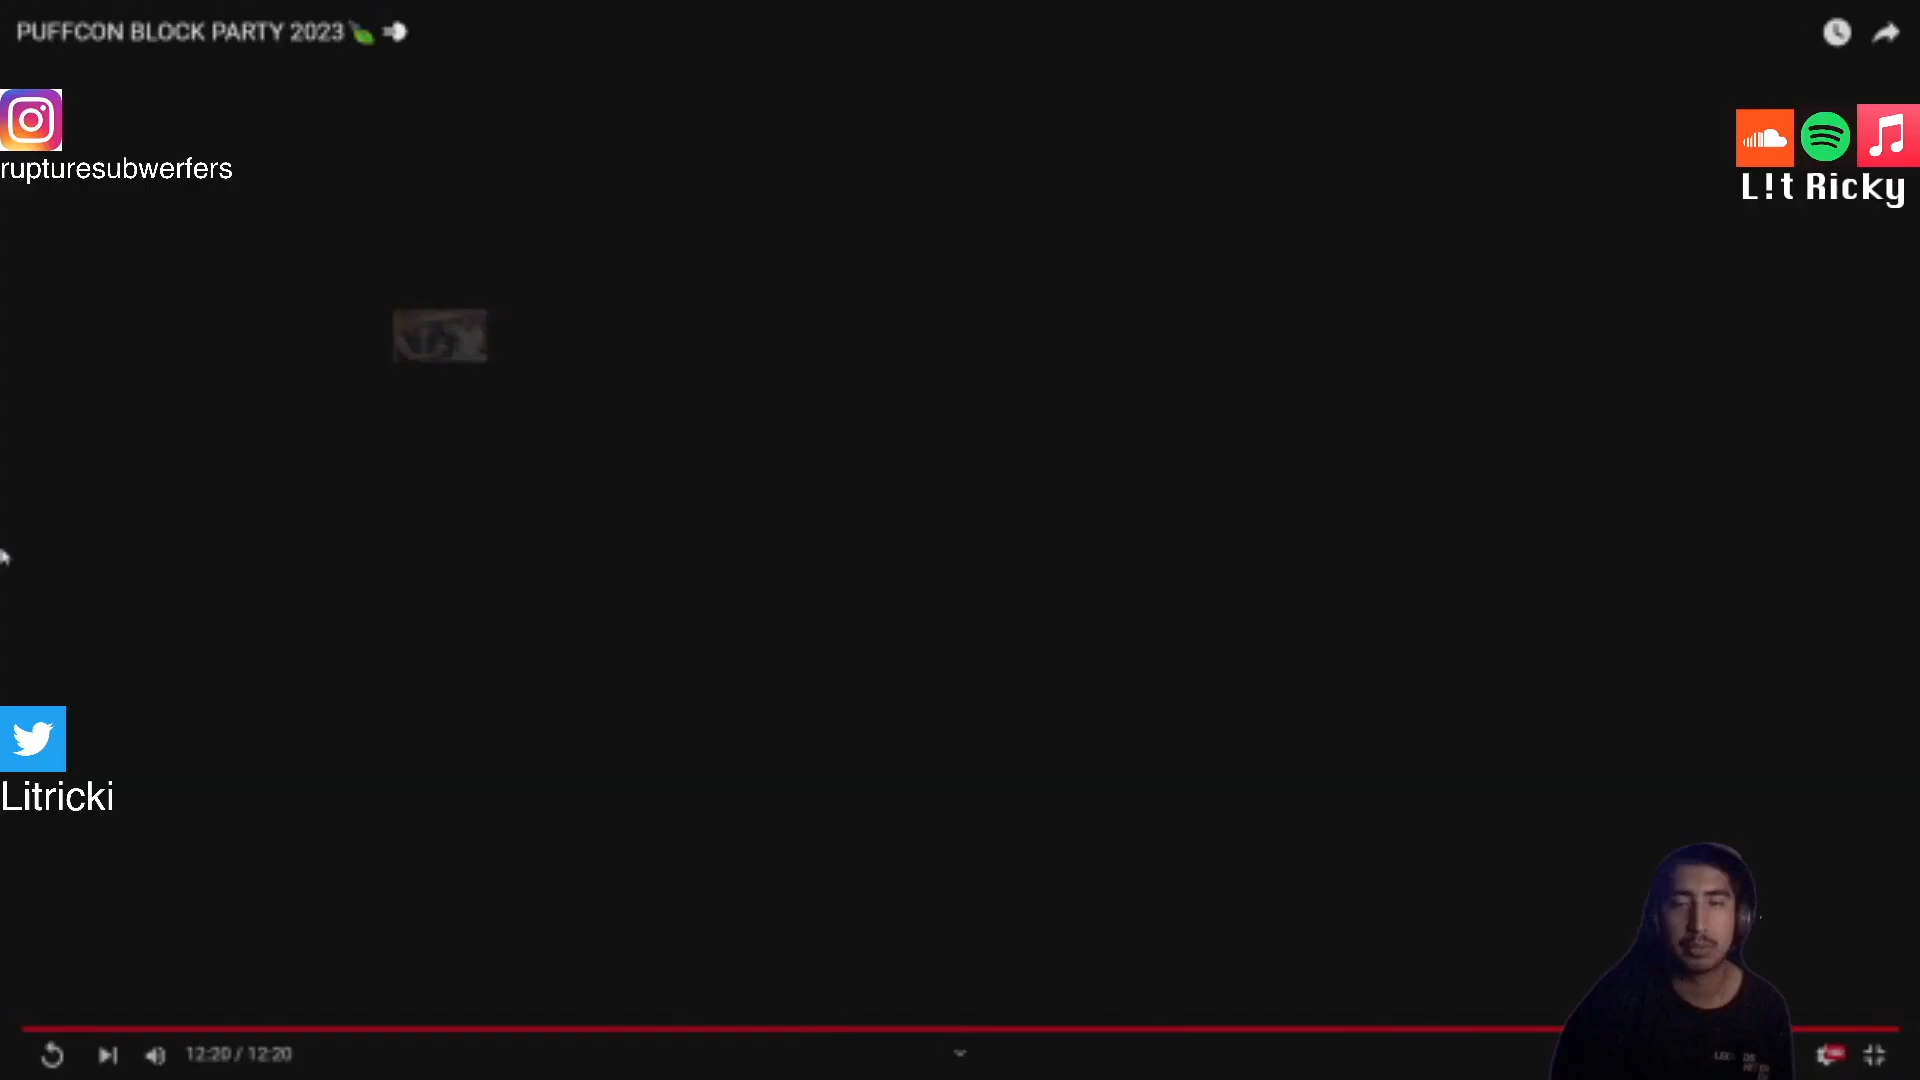 PUFFCON BLOCK PARTY 2023
rupturesubwerfers
L!t Ricky
Litricki
12:20 / 12:20